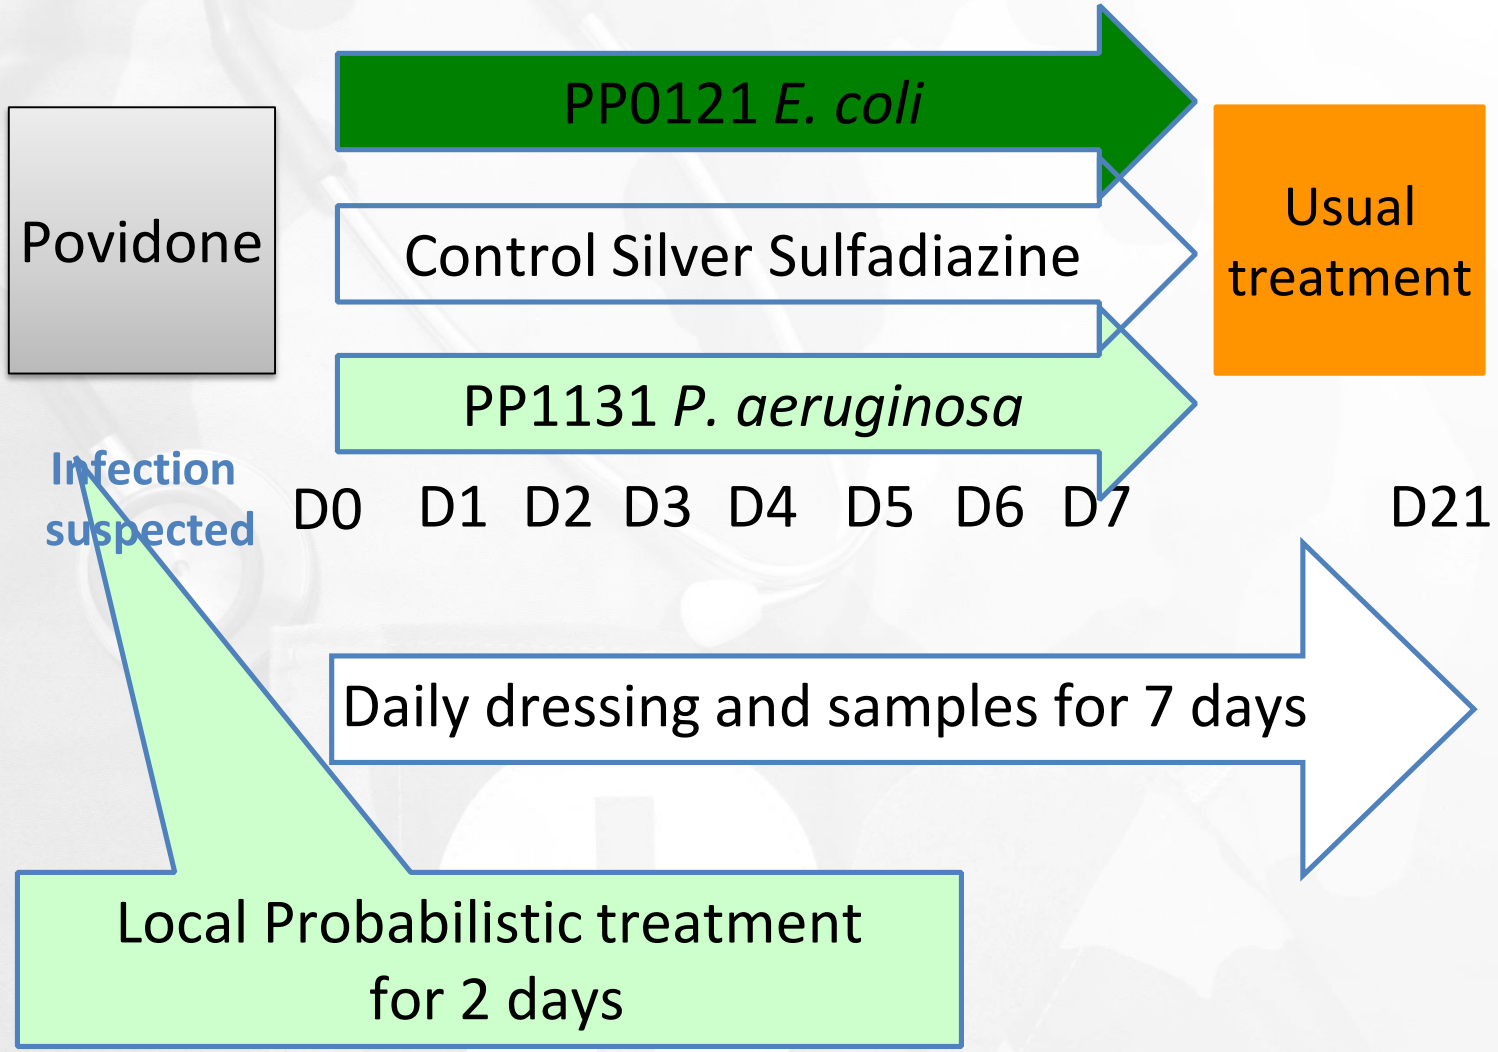 PP0121 E. coli
Povidone
Control Silver Sulfadiazine
Usual
treatment
PP1131 P. aeruginosa
Infection
suspected
D0 D1 D2 D3 D4 D5 D6 D7 D21
Daily dressing and samples for 7 days
Local Probabilistic treatment
for 2 days